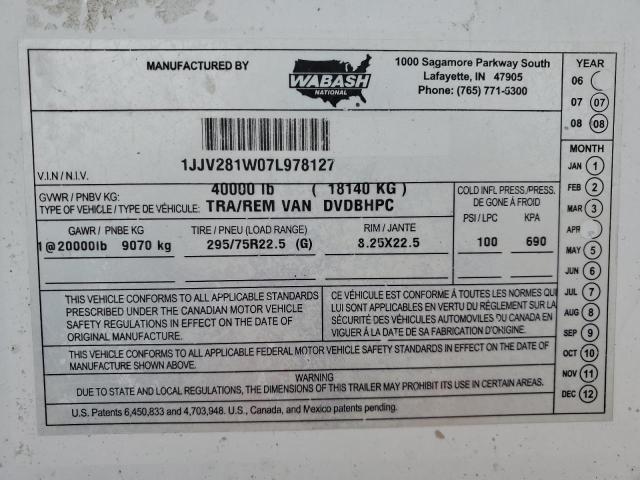 MANUFACTURED BY
WABASH
NATIONAL
1000 Sagamore Parkway South
Lafayette, IN 47905
Phone: (765) 771-5300
V.I.N./N.I.V.
1JJV281W07L978127
GVWR / PNBV KG: 40000 lb ( 18140 KG )
TYPE OF VEHICLE / TYPE DE VÉHICULE: TRA/REM VAN DVDBHPC
COLD INFL PRESS/PRESS.
DE GONE À FROID
GAWR / PNBE KG TIRE / PNEU (LOAD RANGE) RIM / JANTE PSI / LPC KPA
1@20000lb 9070 kg 295/75R22.5 (G) 8.25X22.5 100 690
THIS VEHICLE CONFORMS TO ALL APPLICABLE STANDARDS
PRESCRIBED UNDER THE CANADIAN MOTOR VEHICLE
SAFETY REGULATIONS IN EFFECT ON THE DATE OF
ORIGINAL MANUFACTURE.
CE VÉHICULE EST CONFORME À TOUTES LES NORMES QUI
LUI SONT APPLICABLES EN VERTU DU RÉGLEMENT SUR LA
SÉCURITÉ DES VÉHICULES AUTOMOBILES DU CANADA EN
VIGUER À LA DATE DE SA FABRICATION D'ORIGINE.
THIS VEHICLE CONFORMS TO ALL APPLICABLE FEDERAL MOTOR VEHICLE SAFETY STANDARDS IN EFFECT ON THE DATE OF
MANUFACTURE SHOWN ABOVE.
WARNING
DUE TO STATE AND LOCAL REGULATIONS, THE DIMENSIONS OF THIS TRAILER MAY PROHIBIT ITS USE IN CERTAIN AREAS.
U.S. Patents 6,450,833 and 4,703,948. U.S., Canada, and Mexico patents pending.
YEAR
06
07 07
08 08
MONTH
JAN 1
FEB 2
MAR 3
APR
MAY 5
JUN 6
JUL 7
AUG 8
SEP 9
OCT 10
NOV 11
DEC 12